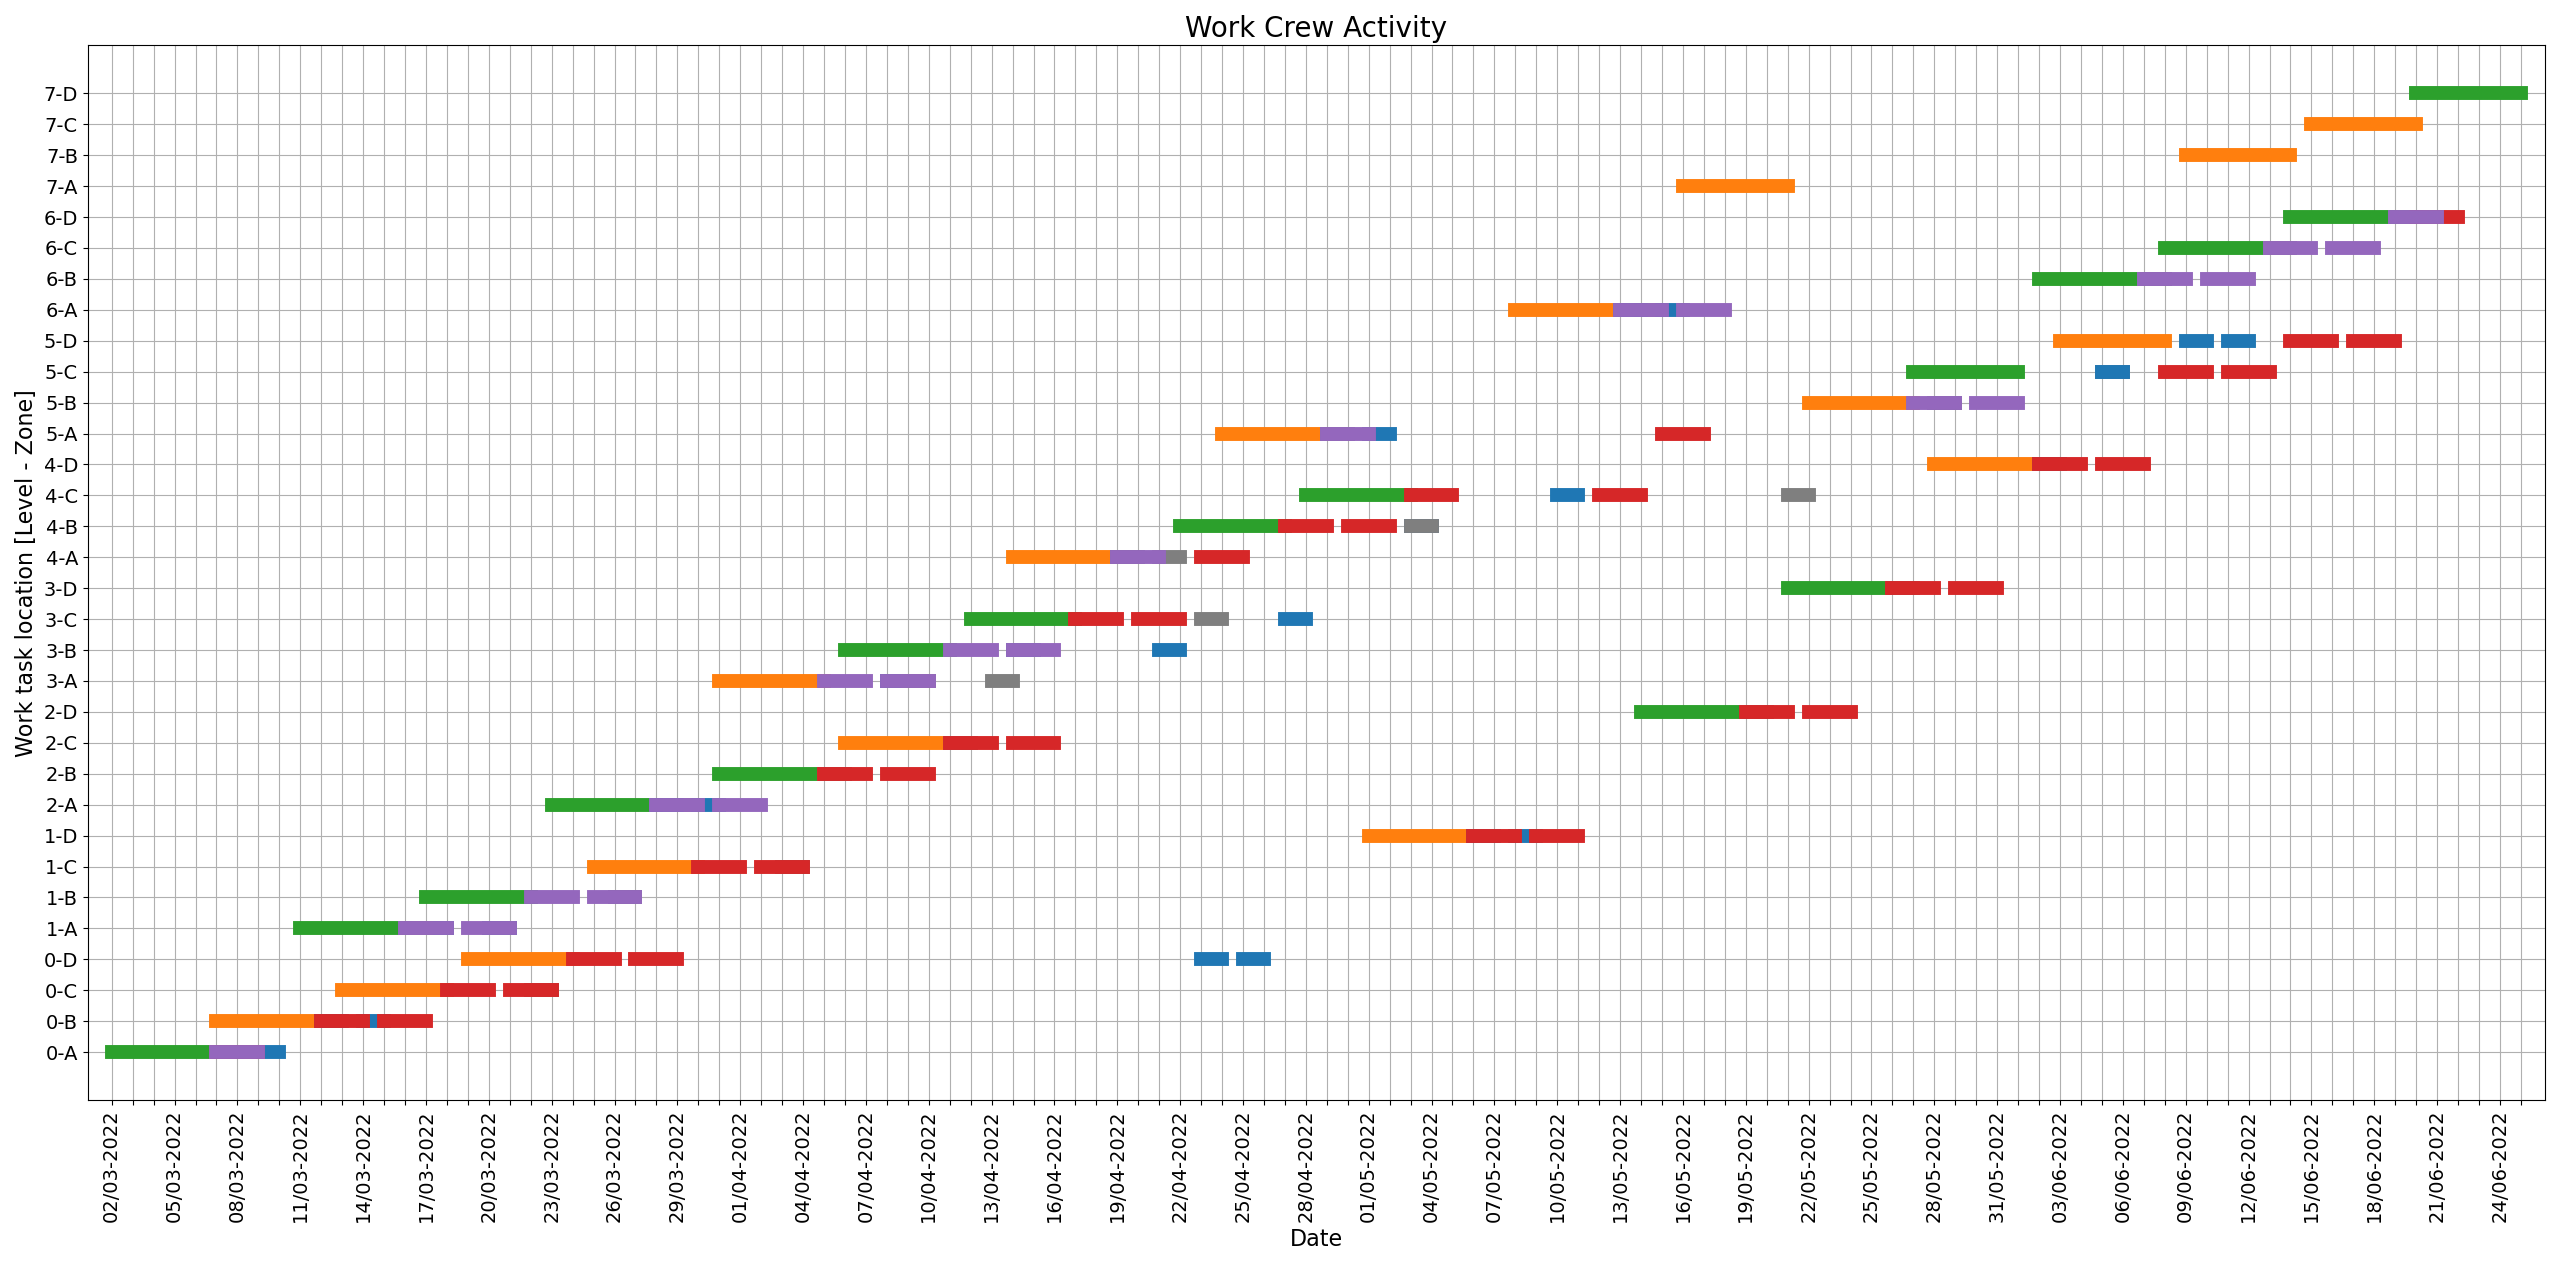 Work Crew Activity
Work task location [Level - Zone]
7-D
7-C
7-B
7-A
6-D
6-C
6-B
6-A
5-D
5-C
5-B
5-A
4-D
4-C
4-B
4-A
3-D
3-C
3-B
3-A
2-D
2-C
2-B
2-A
1-D
1-C
1-B
1-A
0-D
0-C
0-B
0-A
02/03-2022
05/03-2022
08/03-2022
11/03-2022
14/03-2022
17/03-2022
20/03-2022
23/03-2022
26/03-2022
29/03-2022
01/04-2022
04/04-2022
07/04-2022
10/04-2022
13/04-2022
16/04-2022
19/04-2022
22/04-2022
25/04-2022
28/04-2022
01/05-2022
04/05-2022
07/05-2022
10/05-2022
13/05-2022
16/05-2022
19/05-2022
22/05-2022
25/05-2022
28/05-2022
31/05-2022
03/06-2022
06/06-2022
09/06-2022
12/06-2022
15/06-2022
18/06-2022
21/06-2022
24/06-2022
Date